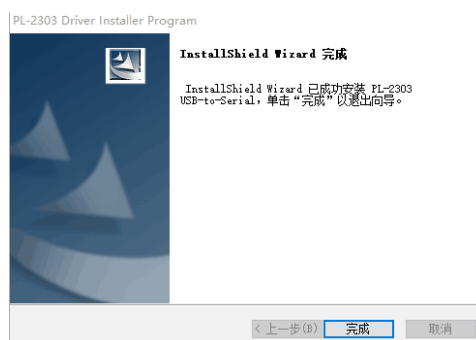 PL-2303 Driver Installer Program
InstallShield Wizard 完成
InstallShield Wizard 已成功安装 PL-2303
USB-to-Serial，单击“完成”以退出向导。
< 上一步(B)
完成
取消